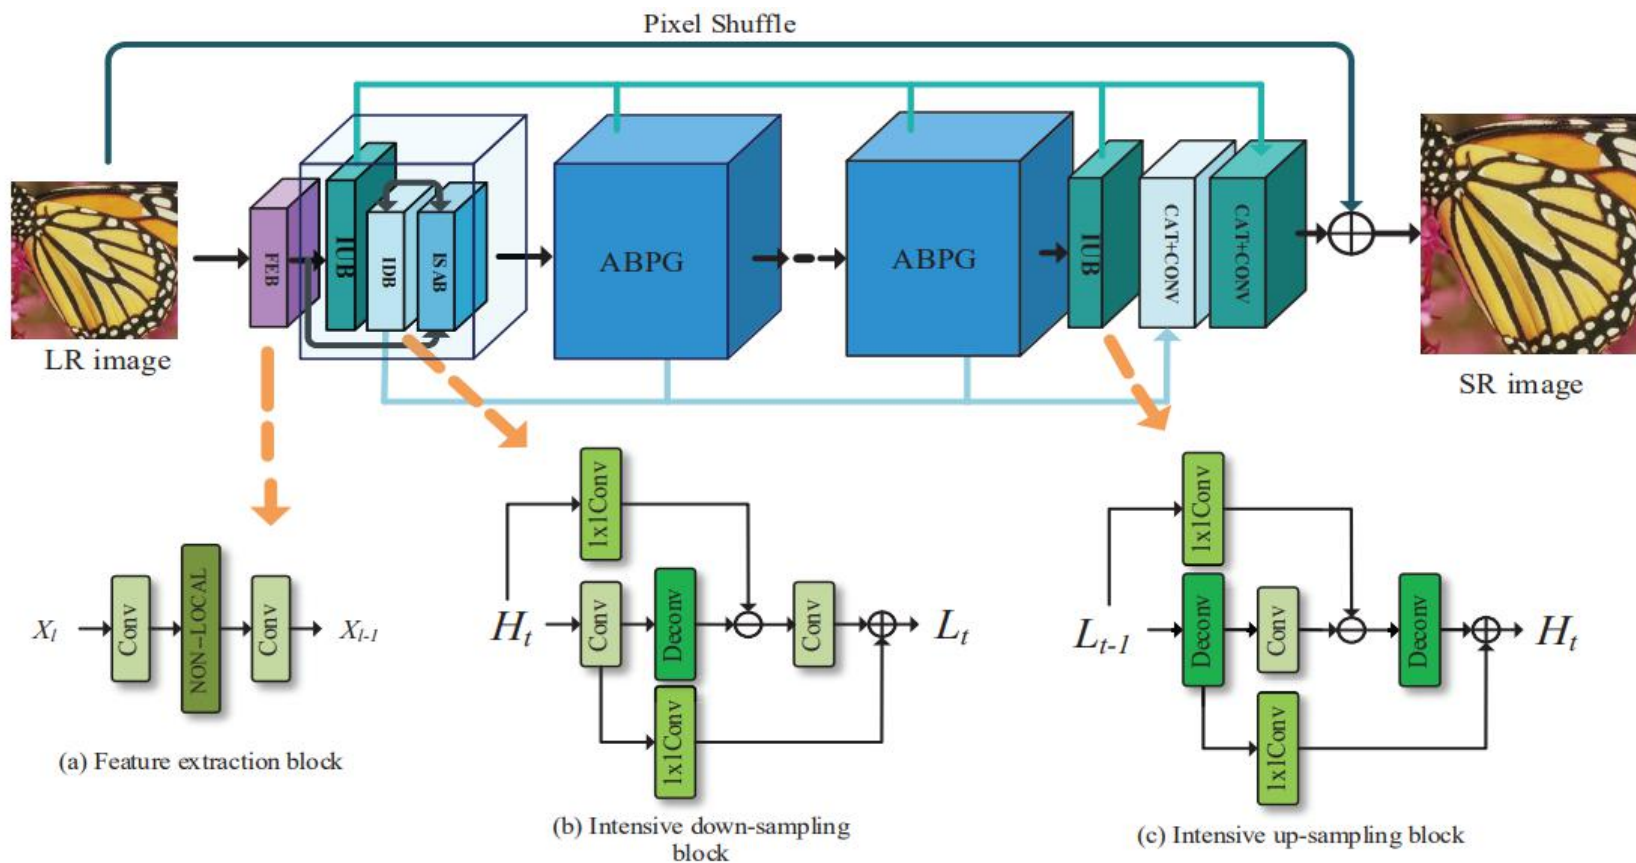 Pixel Shuffle
FEB
IUB
IDB
ISAB
ABPG
ABPG
IUB
CAT+CONV
CAT+CONV
LR image
SR image
Conv
NON-LOCAL
Conv
X_l
X_{l-1}
(a) Feature extraction block
1x1Conv
H_t
Conv
Deconv
Conv
L_t
1x1Conv
(b) Intensive down-sampling
block
1x1Conv
L_{t-1}
Deconv
Conv
Deconv
H_t
1x1Conv
(c) Intensive up-sampling block